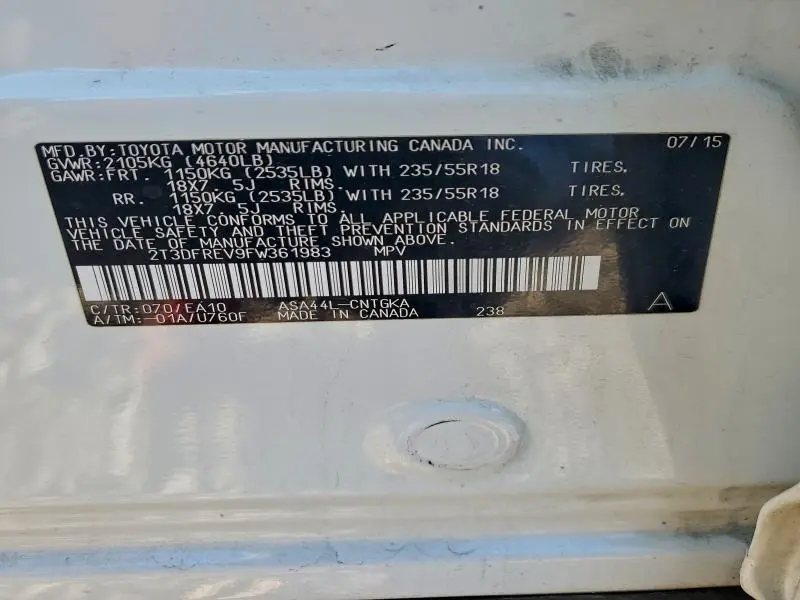 MFD.BY:TOYOTA MOTOR MANUFACTURING CANADA INC. 07/15
GVWR:2105KG (4640LB)
GAWR:FRT. 1150KG (2535LB) WITH 235/55R18 TIRES,
18X7.5J RIMS.
RR. 1150KG (2535LB) WITH 235/55R18 TIRES,
18X7.5J RIMS.
THIS VEHICLE CONFORMS TO ALL APPLICABLE FEDERAL MOTOR
VEHICLE SAFETY AND THEFT PREVENTION STANDARDS IN EFFECT ON
THE DATE OF MANUFACTURE SHOWN ABOVE.
2T3DFREV9FW361983 MPV
C/TR:070/EA10 ASA44L-CNTGKA
A/TM:-01A/U760F MADE IN CANADA 238 A